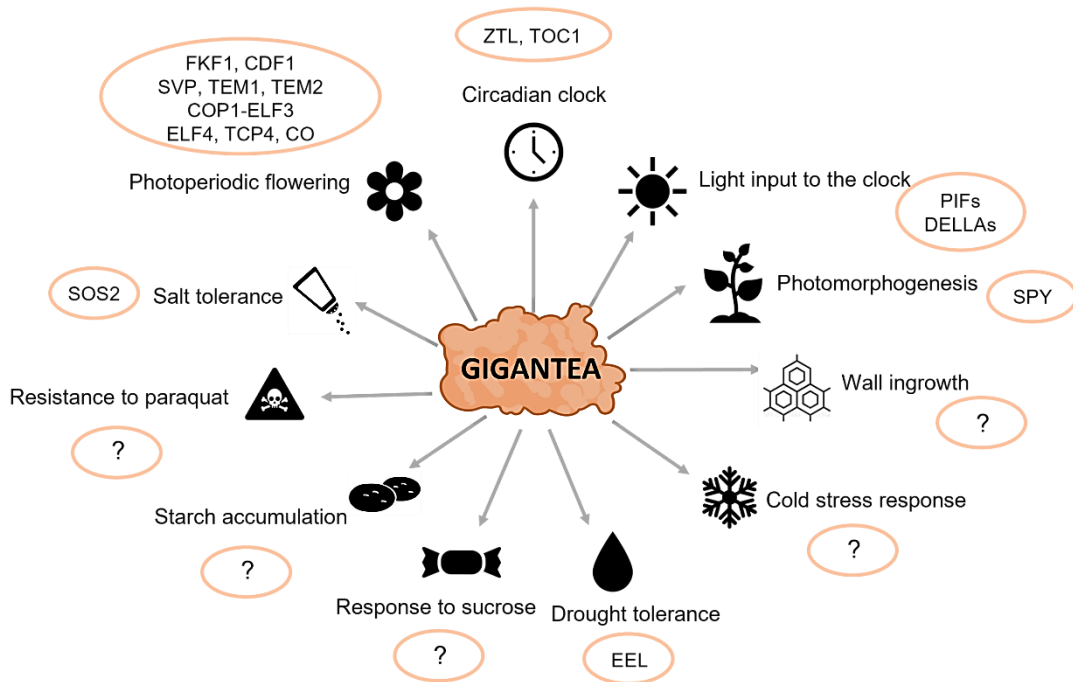 ZTL, TOC1
Circadian clock
FKF1, CDF1
SVP, TEM1, TEM2
COP1-ELF3
ELF4, TCP4, CO
Photoperiodic flowering
Light input to the clock
PIFs
DELLAs
Photomorphogenesis
SPY
SOS2
Salt tolerance
GIGANTEA
Wall ingrowth
?
Resistance to paraquat
?
Cold stress response
?
Starch accumulation
?
Response to sucrose
?
Drought tolerance
EEL